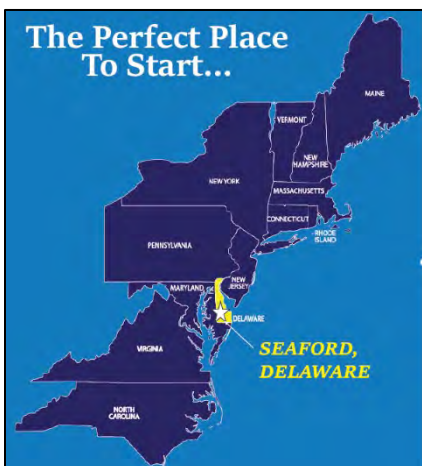 The Perfect Place
To Start...
MAINE
VERMONT
NEW
HAMPSHIRE
NEW YORK
MASSACHUSETTS
CONNECTICUT
RHODE
ISLAND
PENNSYLVANIA
NEW
JERSEY
MARYLAND
DELAWARE
VIRGINIA
SEAFORD,
DELAWARE
NORTH
CAROLINA